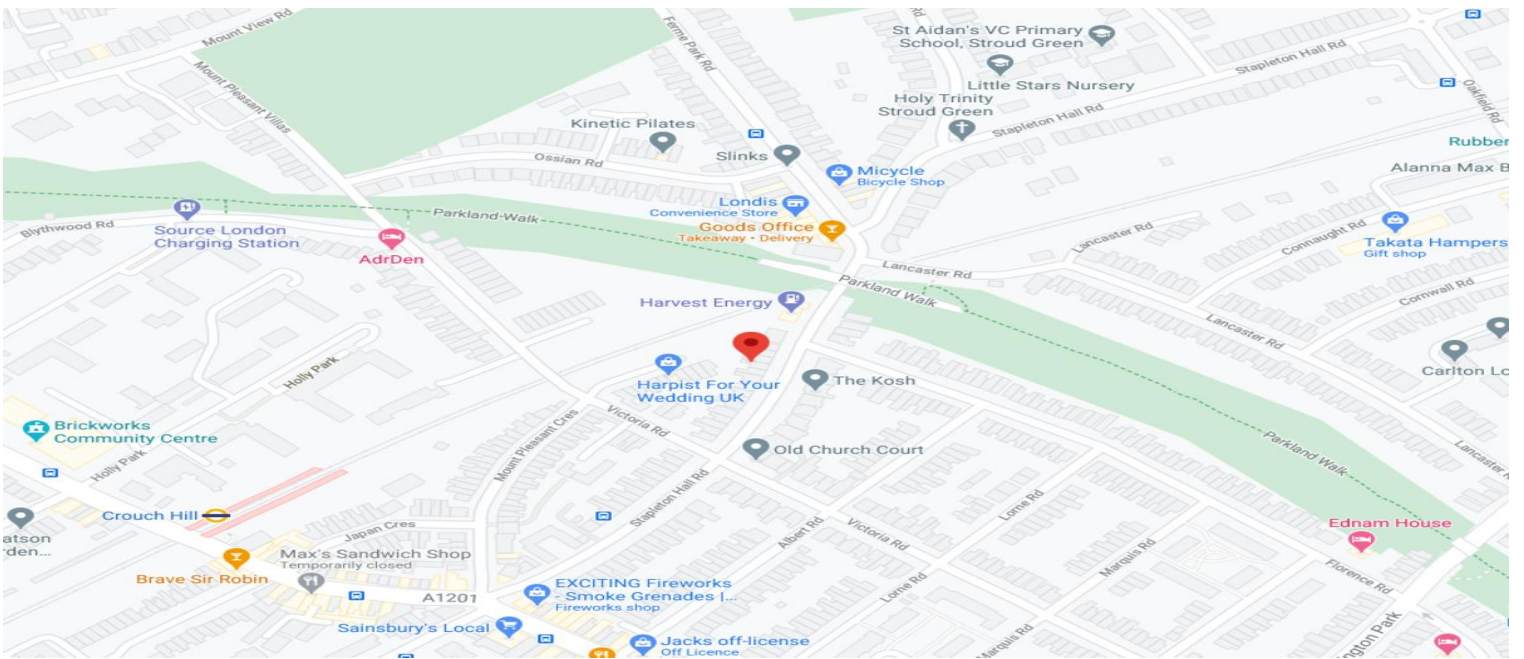 Mount View Rd
Ferme Park Rd
St Aidan's VC Primary
School, Stroud Green
Stapleton Hall Rd
Mount Pleasant Villas
Little Stars Nursery
Oakfield Rd
Holy Trinity
Stroud Green
Stapleton Hall Rd
Kinetic Pilates
Rubber
Ossian Rd
Slinks
Micycle
Bicycle Shop
Alanna Max B
Londis
Convenience Store
Parkland-Walk
Blythwood Rd
Source London
Charging Station
Goods Office
Takeaway • Delivery
Lancaster Rd
Connaught Rd
Takata Hampers
Gift shop
AdrDen
Lancaster Rd
Parkland Walk
Cornwall Rd
Harvest Energy
Lancaster Rd
Holly Park
Harpist For Your
Wedding UK
The Kosh
Carlton Lo
Brickworks
Community Centre
Victoria Rd
Mount Pleasant Cres
Old Church Court
Parkland Walk
Lancaster R
Holly Park
Stapleton Hall Rd
Lorne Rd
Crouch Hill
Japan Cres
Albert Rd
Victoria Rd
Ednam House
atson
rden...
Max's Sandwich Shop
Temporarily closed
Marquis Rd
Florence Rd
Brave Sir Robin
A1201
EXCITING Fireworks
- Smoke Grenades |...
Fireworks shop
Lorne Rd
Sainsbury's Local
Jacks off-license
Off Licence
Marquis Rd
gton Park